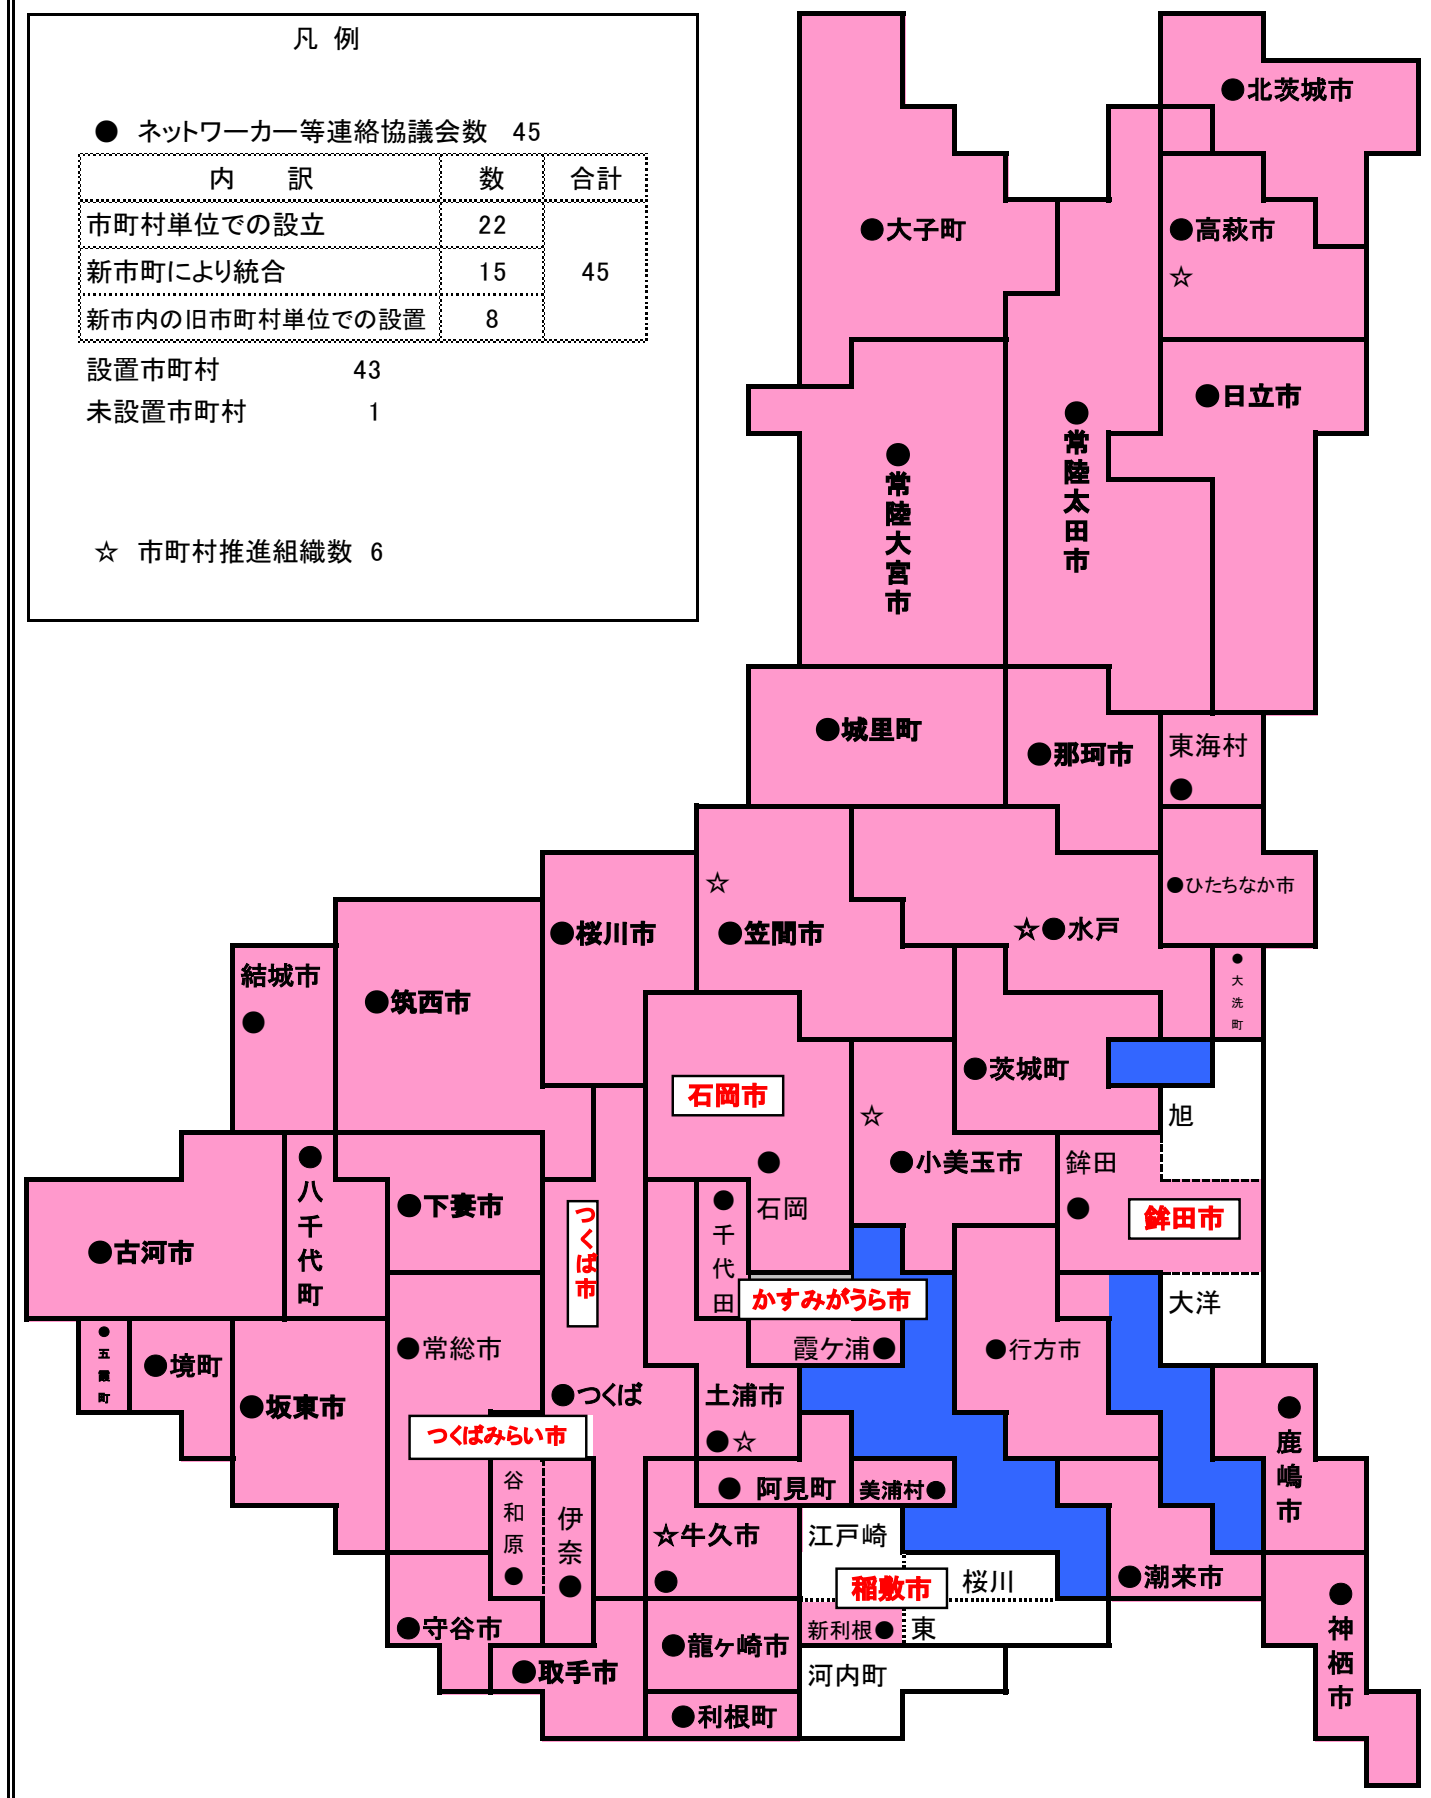 凡 例
● ネットワーカー等連絡協議会数 45
内 訳 数 合計
市町村単位での設立 22
新市町により統合 15 45
新市内の旧市町村単位での設置 8
設置市町村 43
未設置市町村 1
☆ 市町村推進組織数 6
●北茨城市
●大子町
●高萩市
☆
●日立市
●常陸太田市
●常陸大宮市
●城里町
●那珂市
東海村
●
●ひたちなか市
☆
●笠間市
☆●水戸
●桜川市
●大洗町
結城市
●
●筑西市
●茨城町
石岡市
●
石岡
☆
●小美玉市
旭
鉾田
●
鉾田市
大洋
●八千代町
●下妻市
●古河市
つくば市
●千代田
かすみがうら市
霞ケ浦●
●行方市
●五霞町
●境町
●常総市
●坂東市
●つくば
土浦市
●☆
つくばみらい市
谷和原●
伊奈●
●阿見町
美浦村●
●鹿嶋市
☆牛久市
●
江戸崎
稲敷市
桜川
新利根●
東
●潮来市
●神栖市
●守谷市
●取手市
●龍ヶ崎市
河内町
●利根町